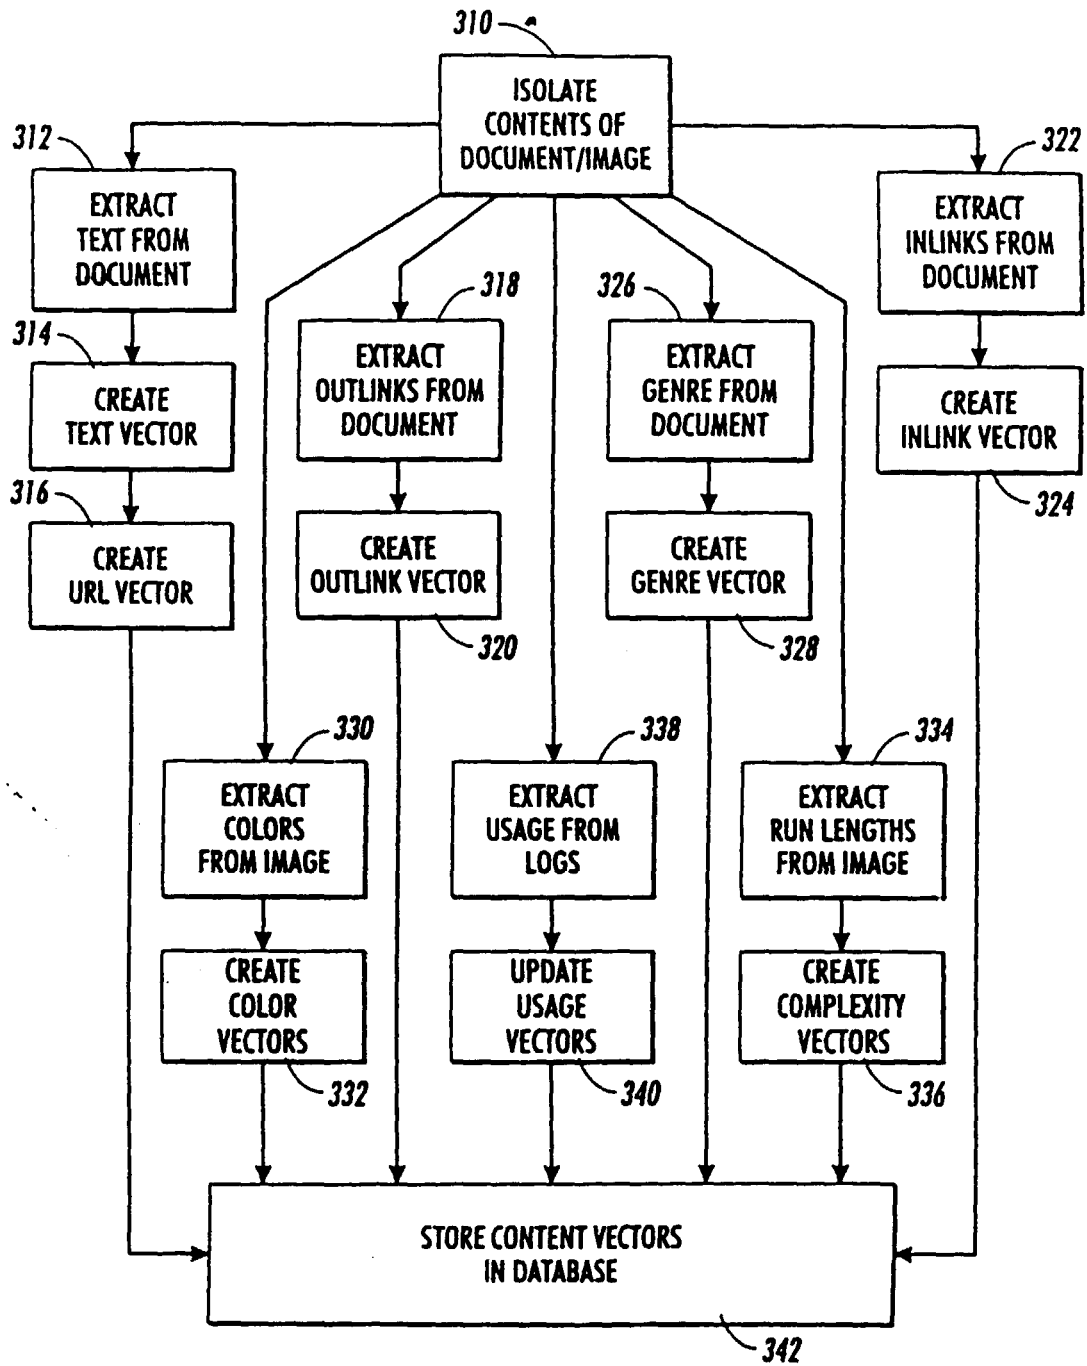 310
ISOLATE
CONTENTS OF
DOCUMENT/IMAGE
312
EXTRACT
TEXT FROM
DOCUMENT
322
EXTRACT
INLINKS FROM
DOCUMENT
314
CREATE
TEXT VECTOR
318
EXTRACT
OUTLINKS FROM
DOCUMENT
326
EXTRACT
GENRE FROM
DOCUMENT
CREATE
INLINK VECTOR
324
316
CREATE
URL VECTOR
CREATE
OUTLINK VECTOR
320
CREATE
GENRE VECTOR
328
330
EXTRACT
COLORS
FROM IMAGE
338
EXTRACT
USAGE FROM
LOGS
334
EXTRACT
RUN LENGTHS
FROM IMAGE
CREATE
COLOR
VECTORS
332
UPDATE
USAGE
VECTORS
340
CREATE
COMPLEXITY
VECTORS
336
STORE CONTENT VECTORS
IN DATABASE
342